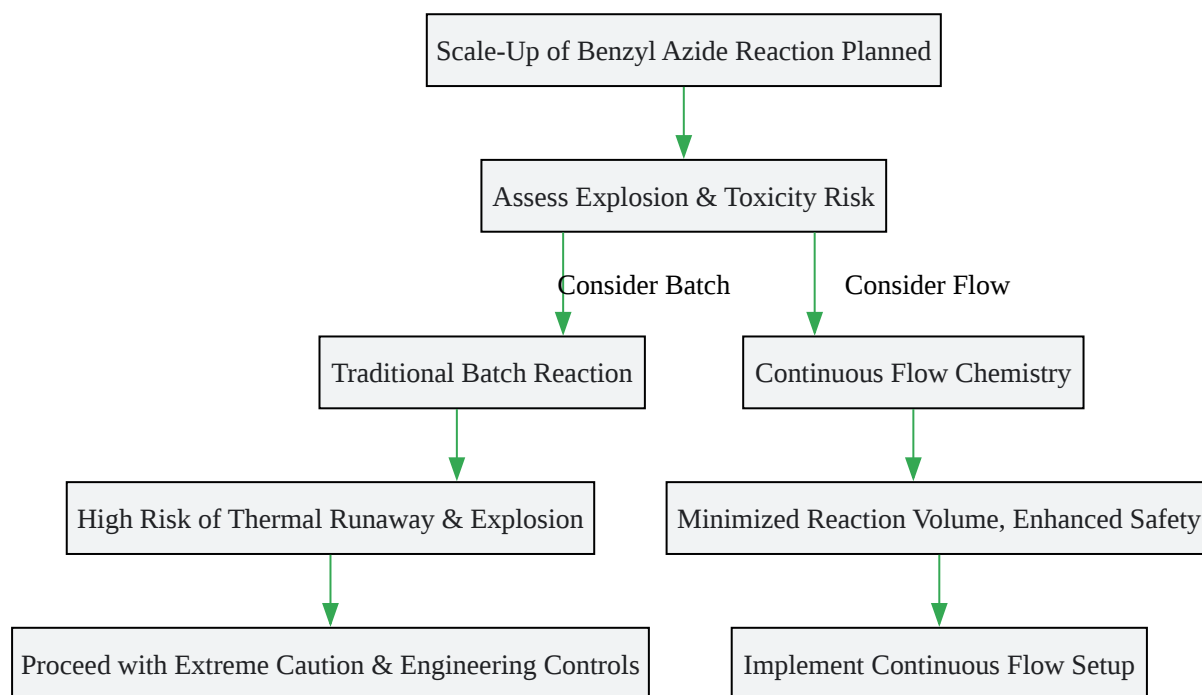 Scale-Up of Benzyl Azide Reaction Planned
Assess Explosion & Toxicity Risk
Consider Batch
Consider Flow
Traditional Batch Reaction
Continuous Flow Chemistry
High Risk of Thermal Runaway & Explosion
Minimized Reaction Volume, Enhanced Safety
Proceed with Extreme Caution & Engineering Controls
Implement Continuous Flow Setup